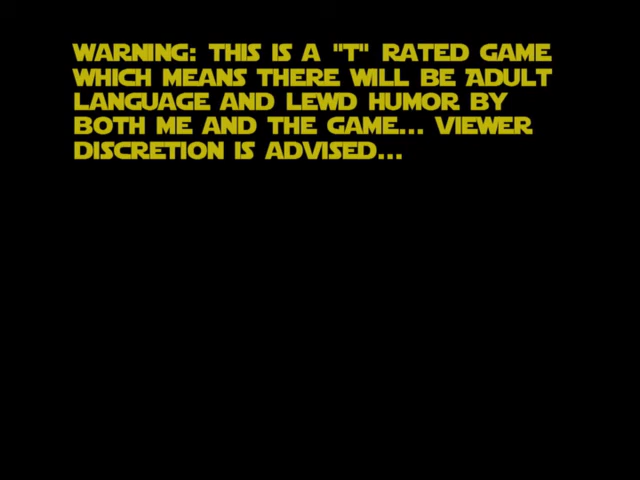 WARNING: THIS IS A "T" RATED GAME
WHICH MEANS THERE WILL BE ADULT
LANGUAGE AND LEWD HUMOR BY
BOTH ME AND THE GAME... VIEWER
DISCRETION IS ADVISED...